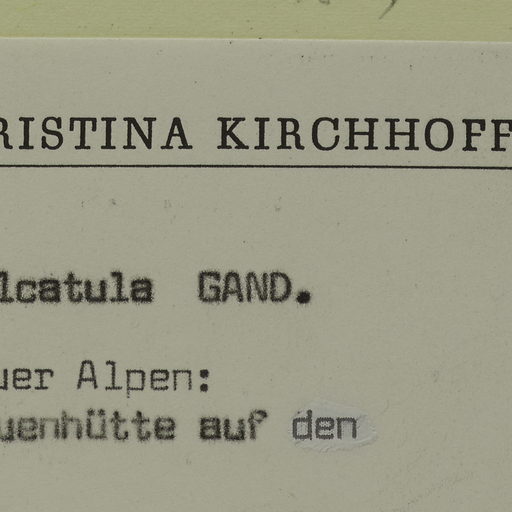 RISTINA KIRCHHOFF
lcatula GAND.
uer Alpen:
uenhütte auf den